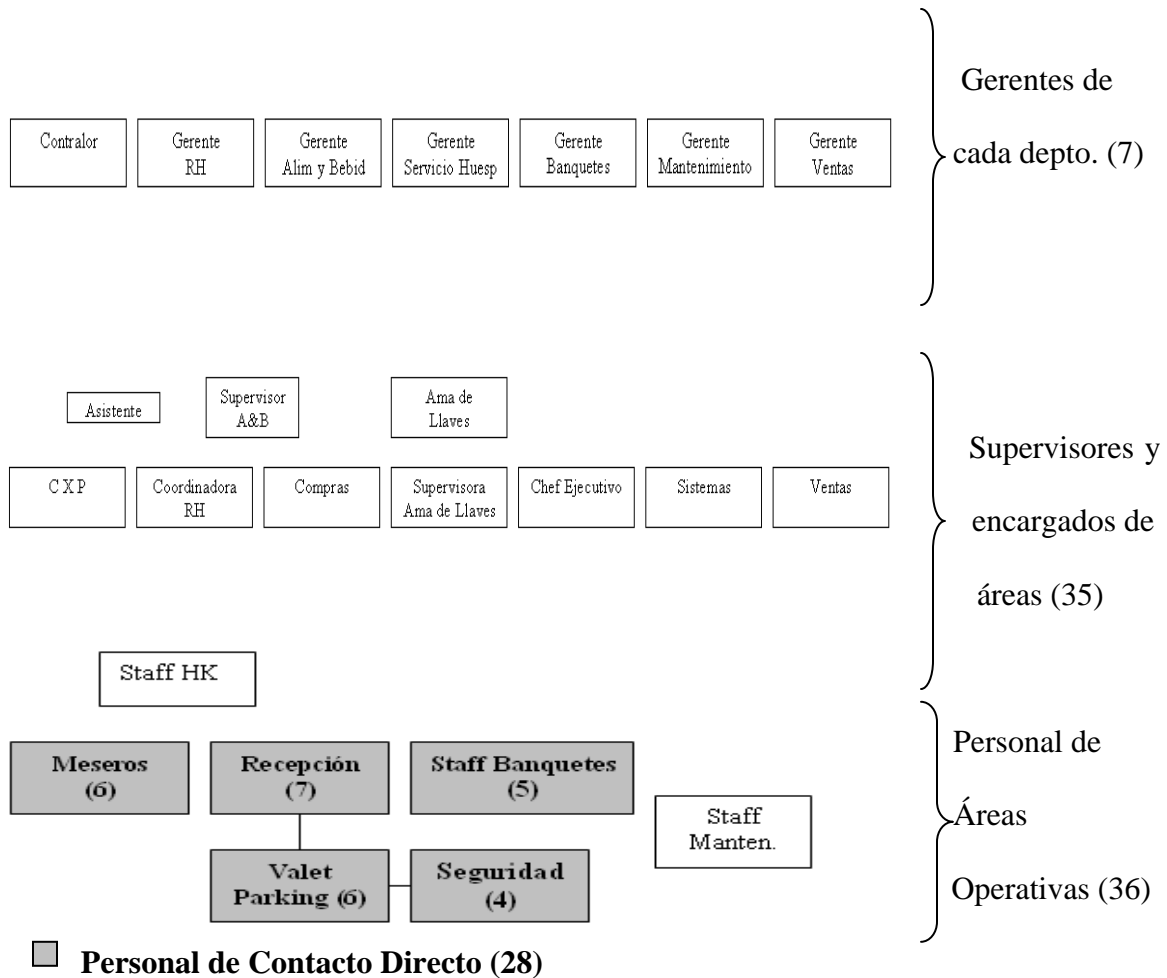 Gerentes de
cada depto. (7)
Contralor
Gerente
RH
Gerente
Alim y Bebid
Gerente
Servicio Huesp
Gerente
Banquetes
Gerente
Mantenimiento
Gerente
Ventas
Asistente
Supervisor
A&B
Ama de
Llaves
C X P
Coordinadora
RH
Compras
Supervisora
Ama de Llaves
Chef Ejecutivo
Sistemas
Ventas
Supervisores y
encargados de
áreas (35)
Staff HK
Meseros
(6)
Recepción
(7)
Staff Banquetes
(5)
Staff
Manten.
Valet
Parking (6)
Seguridad
(4)
Personal de
Áreas
Operativas (36)
Personal de Contacto Directo (28)